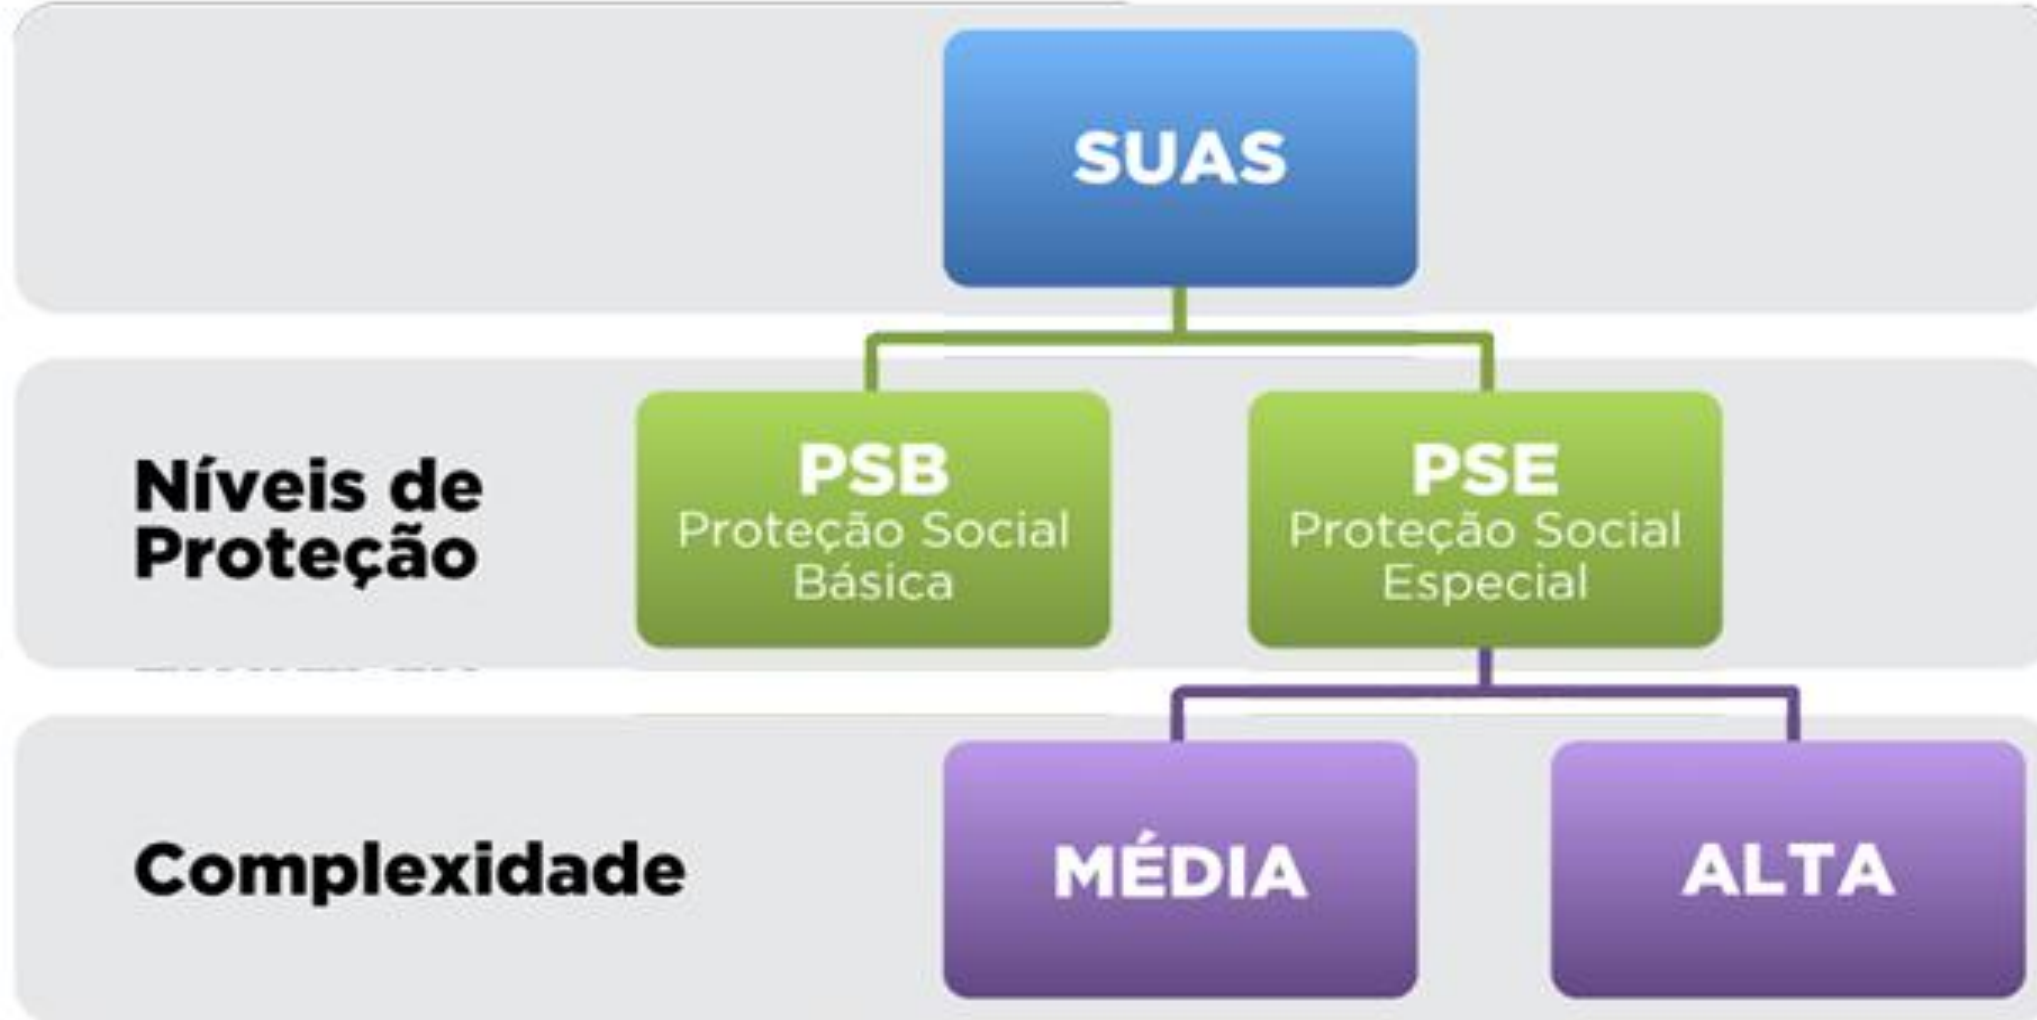 SUAS
Níveis de
Proteção
PSB
Proteção Social
Básica
PSE
Proteção Social
Especial
Complexidade
MÉDIA
ALTA